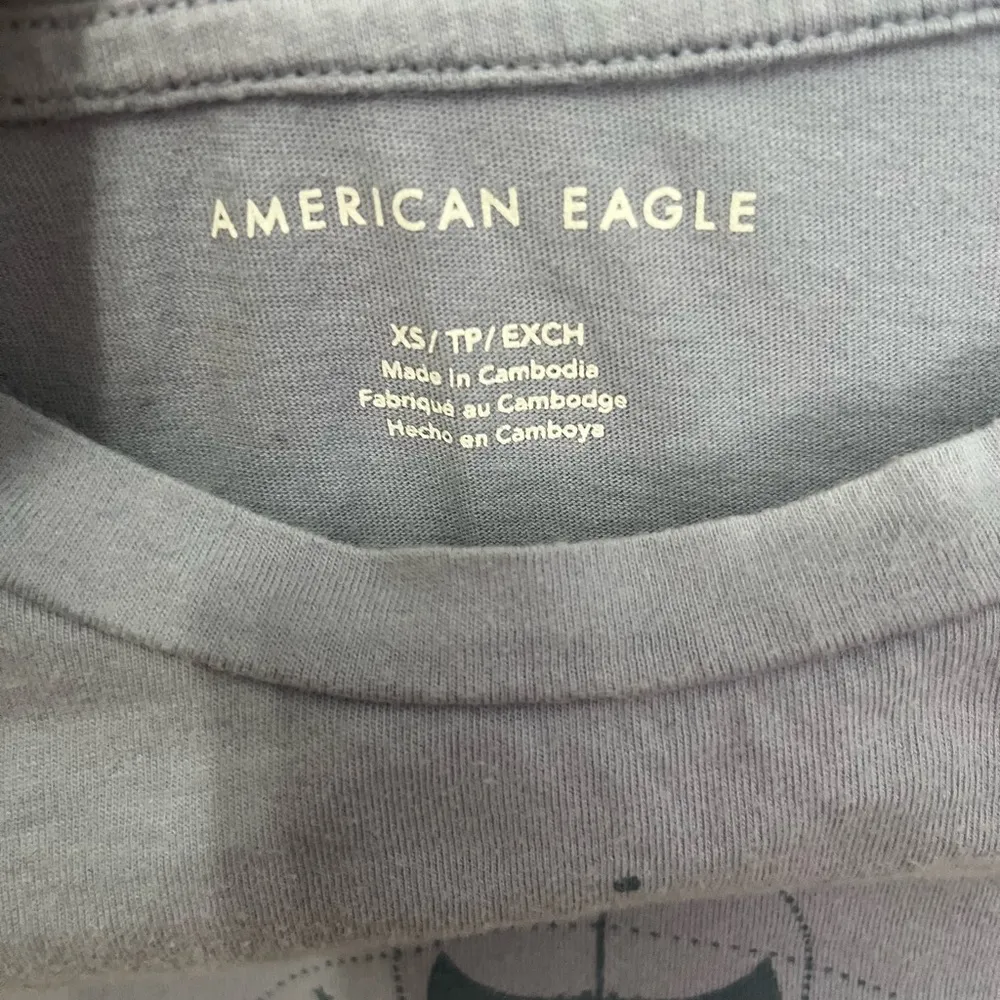 AMERICAN EAGLE
XS/TP/EXCH
Made In Cambodia
Fabriqué au Cambodge
Hecho en Camboya